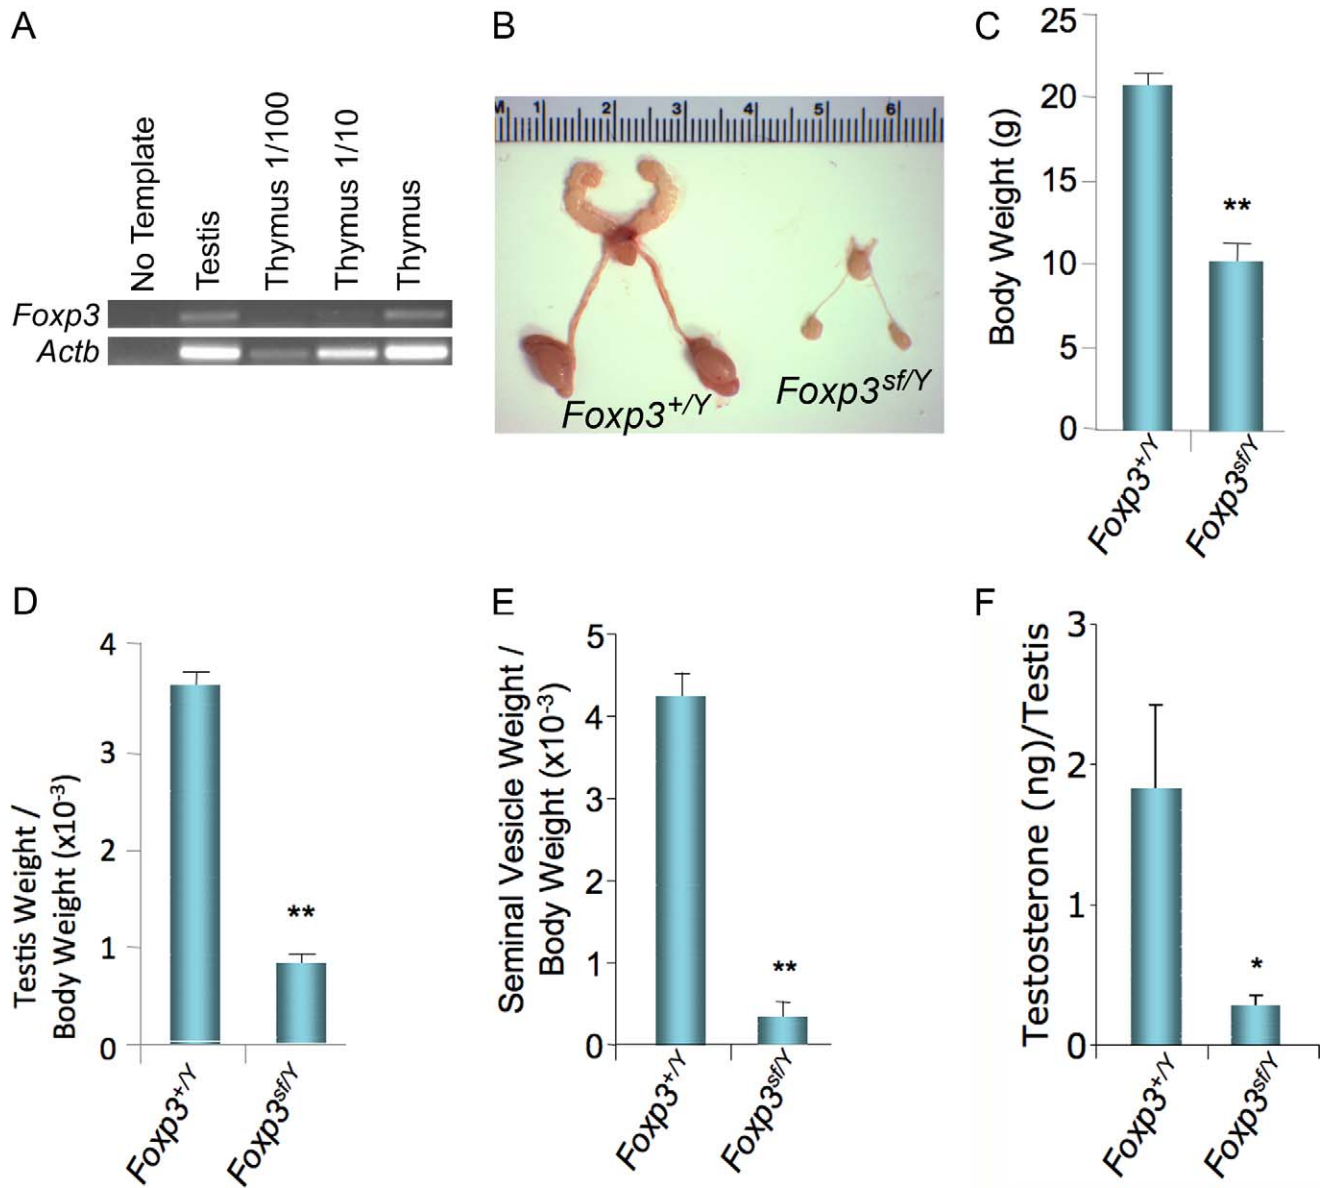 A
No Template
Testis
Thymus 1/100
Thymus 1/10
Thymus
Foxp3
Actb
B
1 2 3 4 5 6
Foxp3+/Y
Foxp3sf/Y
C
Body Weight (g)
25
20
15
10
5
0
**
Foxp3+/Y
Foxp3sf/Y
D
Testis Weight /
Body Weight (x10-3)
4
3
2
1
0
**
Foxp3+/Y
Foxp3sf/Y
E
Seminal Vesicle Weight /
Body Weight (x10-3)
5
4
3
2
1
0
**
Foxp3+/Y
Foxp3sf/Y
F
Testosterone (ng)/Testis
3
2
1
0
*
Foxp3+/Y
Foxp3sf/Y